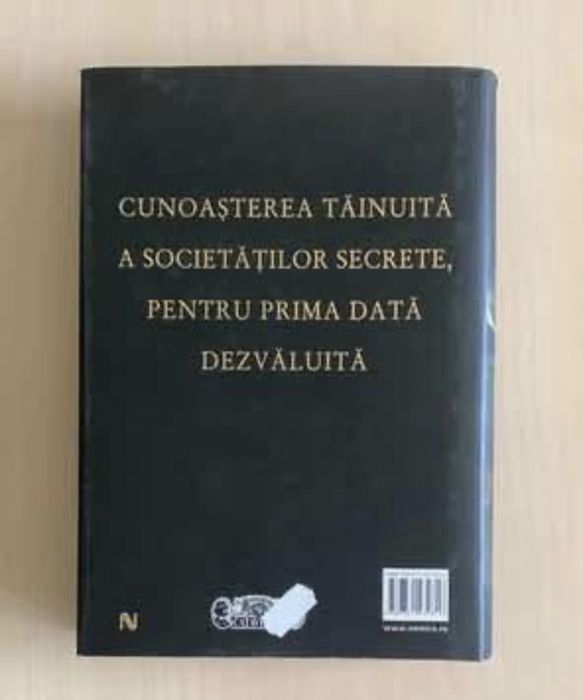 CUNOAȘTEREA TĂINUITĂ
A SOCIETĂȚILOR SECRETE,
PENTRU PRIMA DATĂ
DEZVĂLUITĂ
N